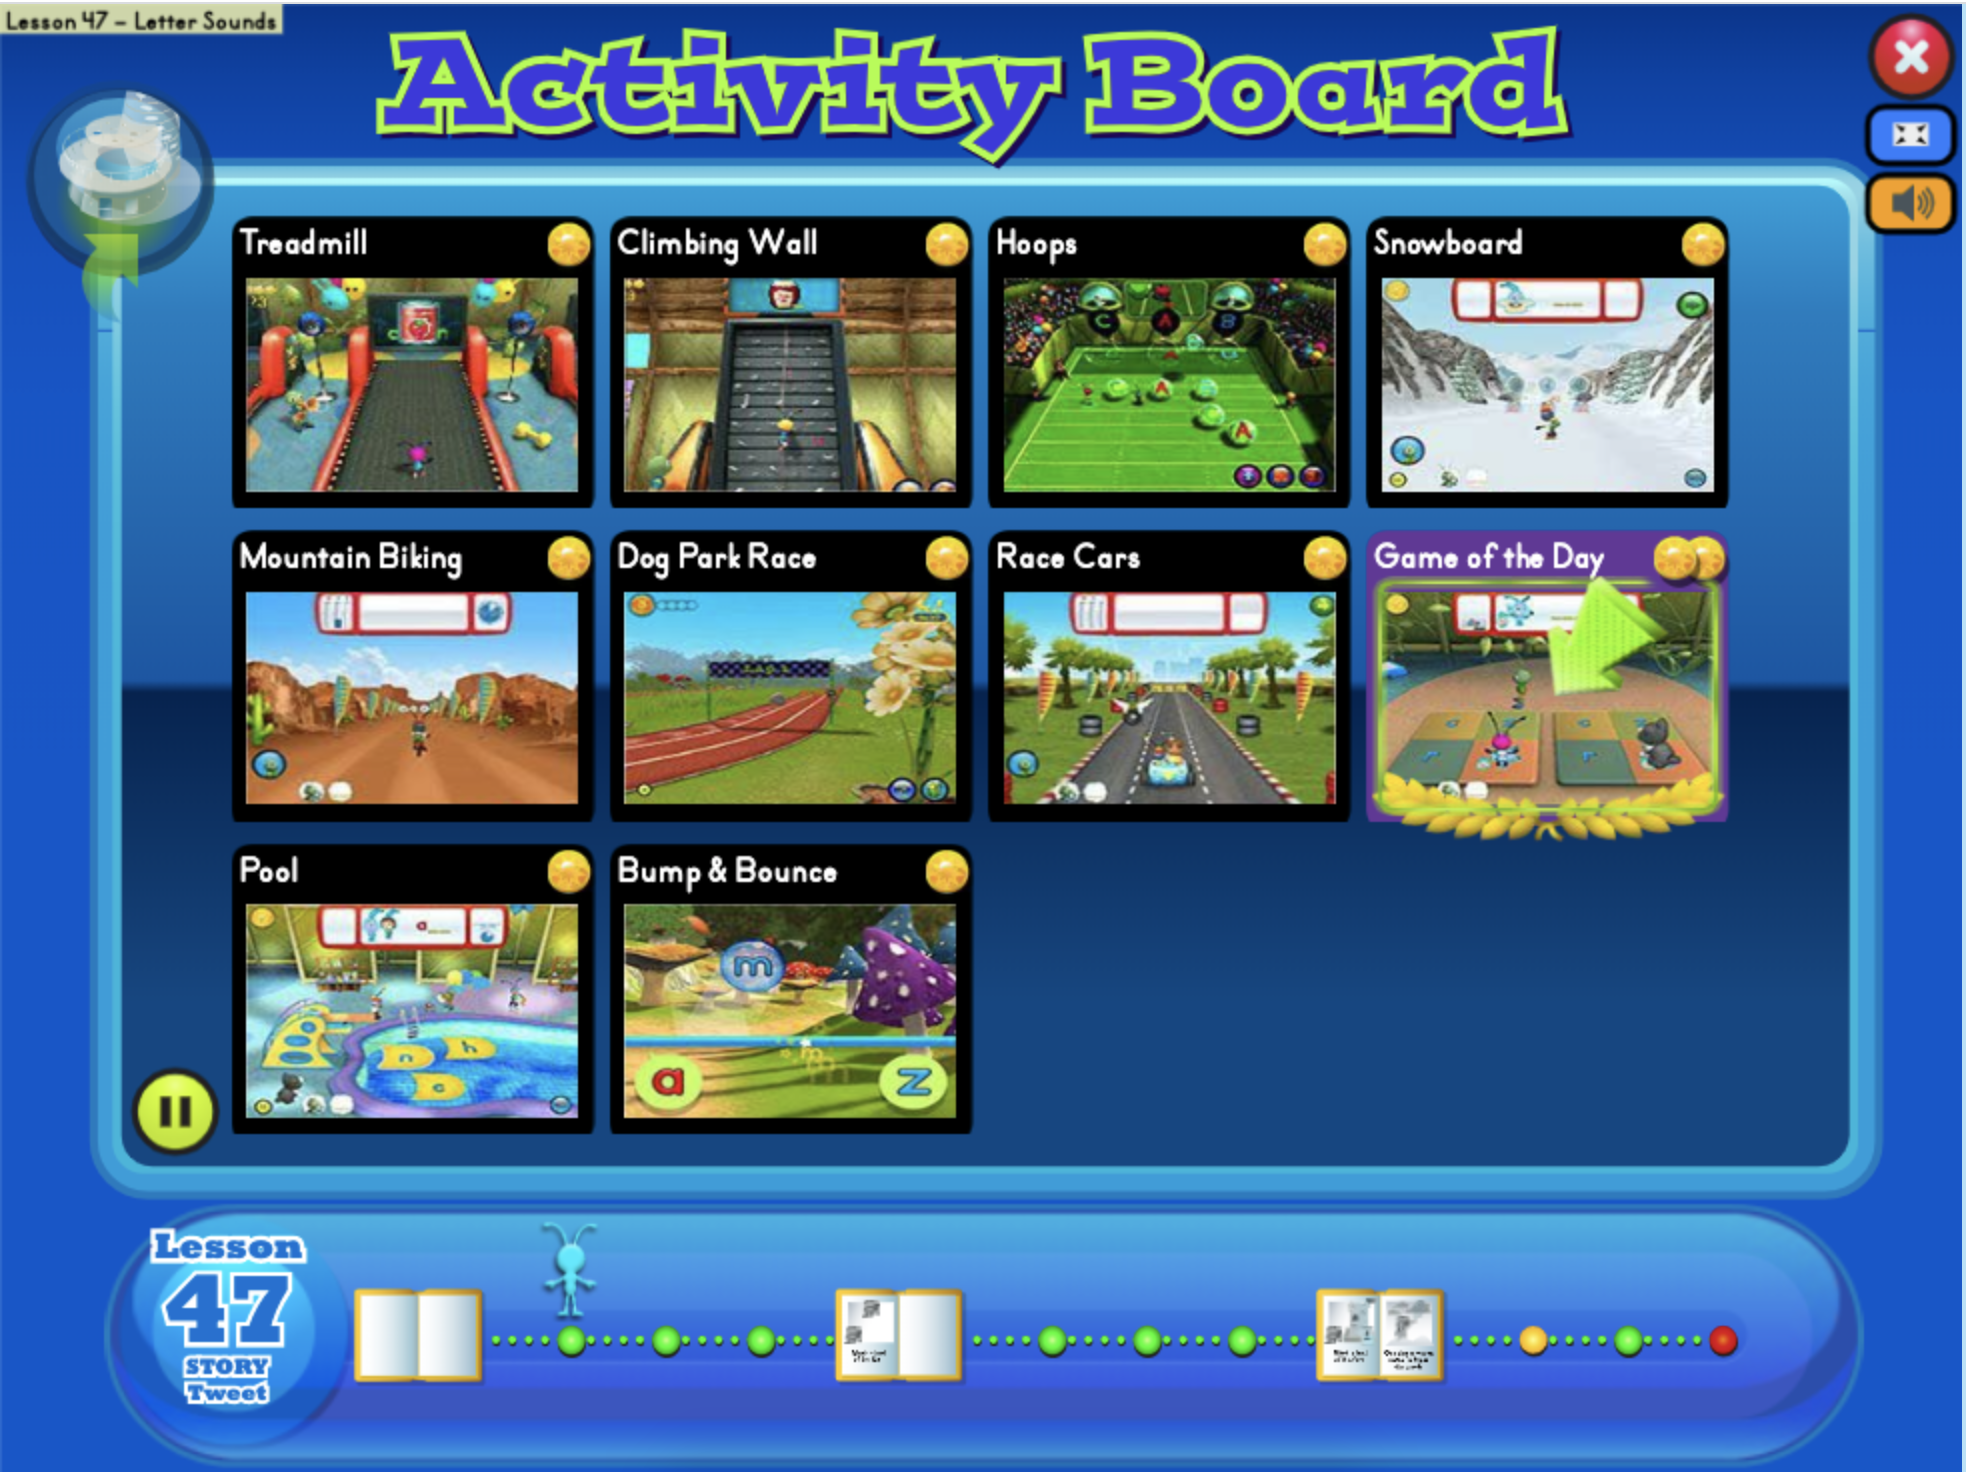 Lesson 47 – Letter Sounds
Activity Board
Treadmill
Climbing Wall
Hoops
Snowboard
C A B
C A
A
Mountain Biking
Dog Park Race
Race Cars
Game of the Day
Pool
Bump & Bounce
a
m
n h
a
a z
Lesson
47
STORY
Tweet